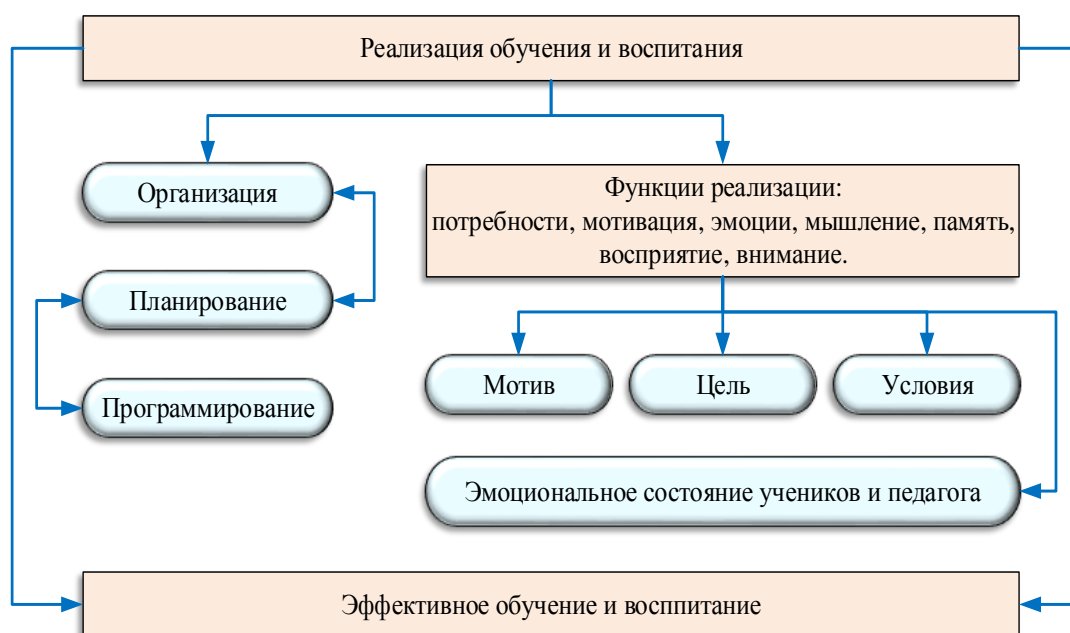 Реализация обучения и воспитания
Организация
Планирование
Программирование
Функции реализации:
потребности, мотивация, эмоции, мышление, память,
восприятие, внимание.
Мотив
Цель
Условия
Эмоциональное состояние учеников и педагога
Эффективное обучение и восппитание